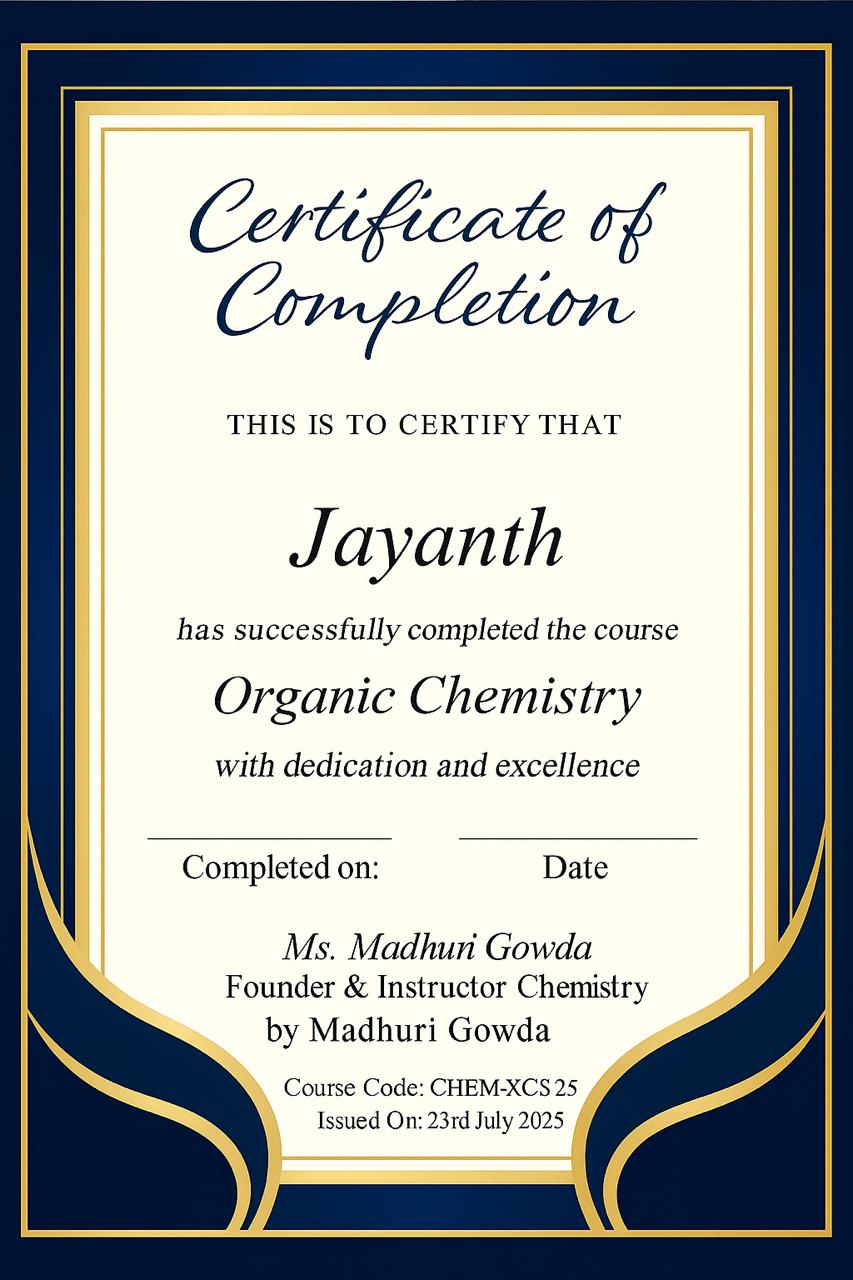 Certificate of
Completion
THIS IS TO CERTIFY THAT
Jayanth
has successfully completed the course
Organic Chemistry
with dedication and excellence
Completed on: Date
Ms. Madhuri Gowda
Founder & Instructor Chemistry
by Madhuri Gowda
Course Code: CHEM-XCS25
Issued On: 23rd July 2025